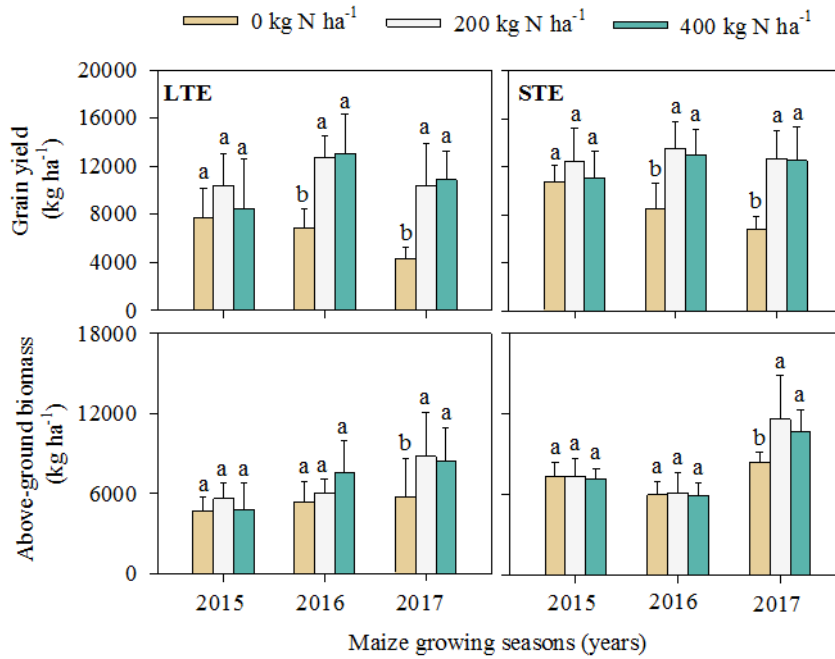 0 kg N ha⁻¹ 200 kg N ha⁻¹ 400 kg N ha⁻¹
20000
16000
12000
8000
4000
0
Grain yield
(kg ha⁻¹)
LTE
a a a
b a a
b a a
STE
a a a
b a a
b a a
18000
12000
6000
0
Above-ground biomass
(kg ha⁻¹)
a a a
a a a
b a a
a a a
a a a
b a a
2015 2016 2017 2015 2016 2017
Maize growing seasons (years)